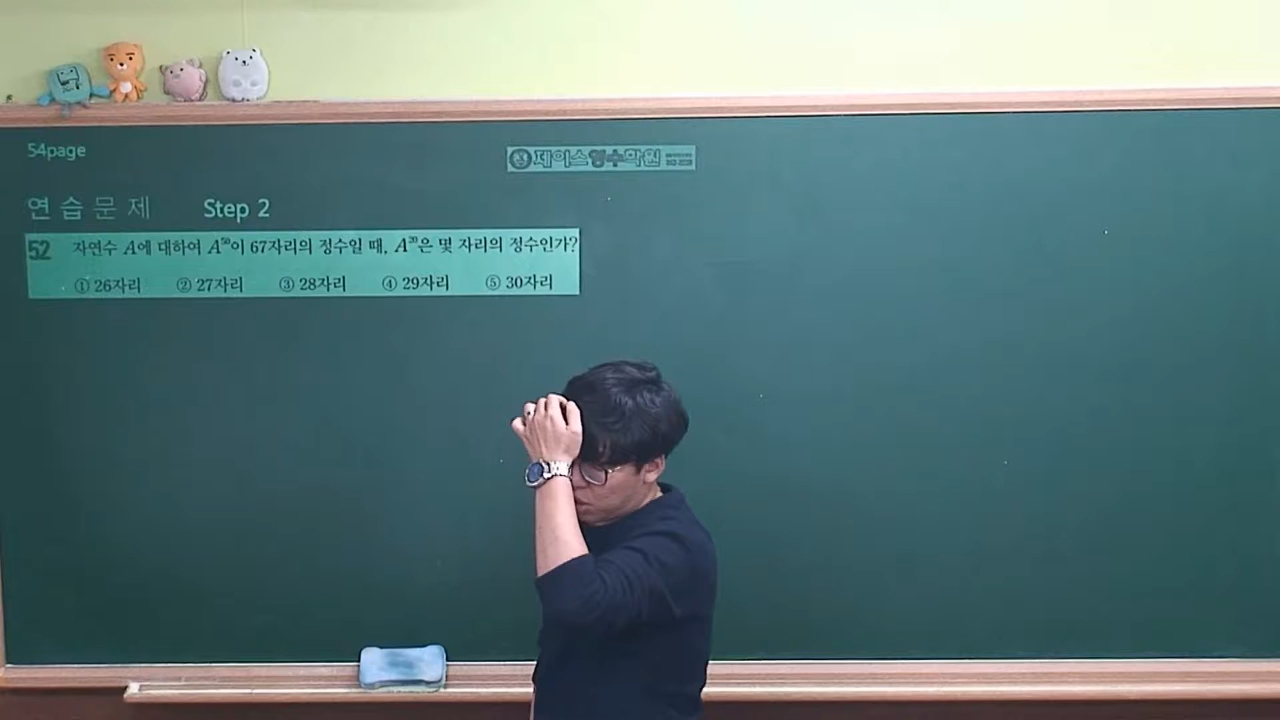 54page
제이스영수학원
연습문제 Step 2
52 자연수 A에 대하여 A⁵⁰이 67자리의 정수일 때, A²⁰은 몇 자리의 정수인가?
① 26자리 ② 27자리 ③ 28자리 ④ 29자리 ⑤ 30자리